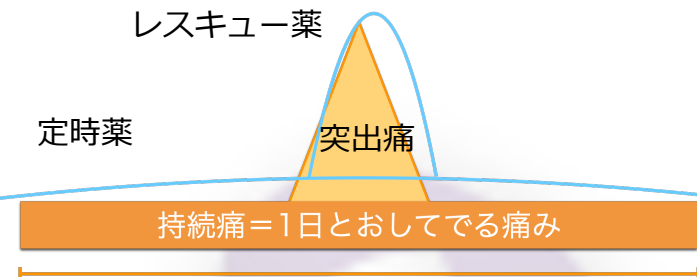 レスキュー薬
定時薬
突出痛
持続痛＝1日とおしてでる痛み